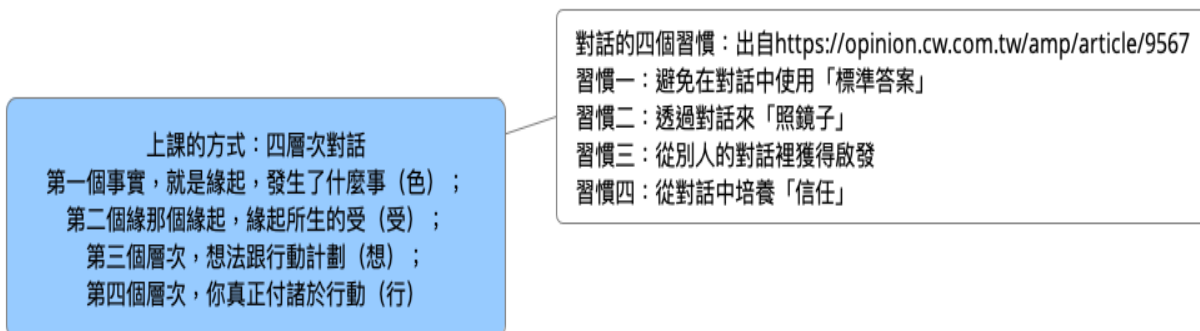 上課的方式：四層次對話
第一個事實，就是緣起，發生了什麼事（色）；
第二個緣那個緣起，緣起所生的受（受）；
第三個層次，想法跟行動計劃（想）；
第四個層次，你真正付諸於行動（行）
對話的四個習慣：出自https://opinion.cw.com.tw/amp/article/9567
習慣一：避免在對話中使用「標準答案」
習慣二：透過對話來「照鏡子」
習慣三：從別人的對話裡獲得啟發
習慣四：從對話中培養「信任」